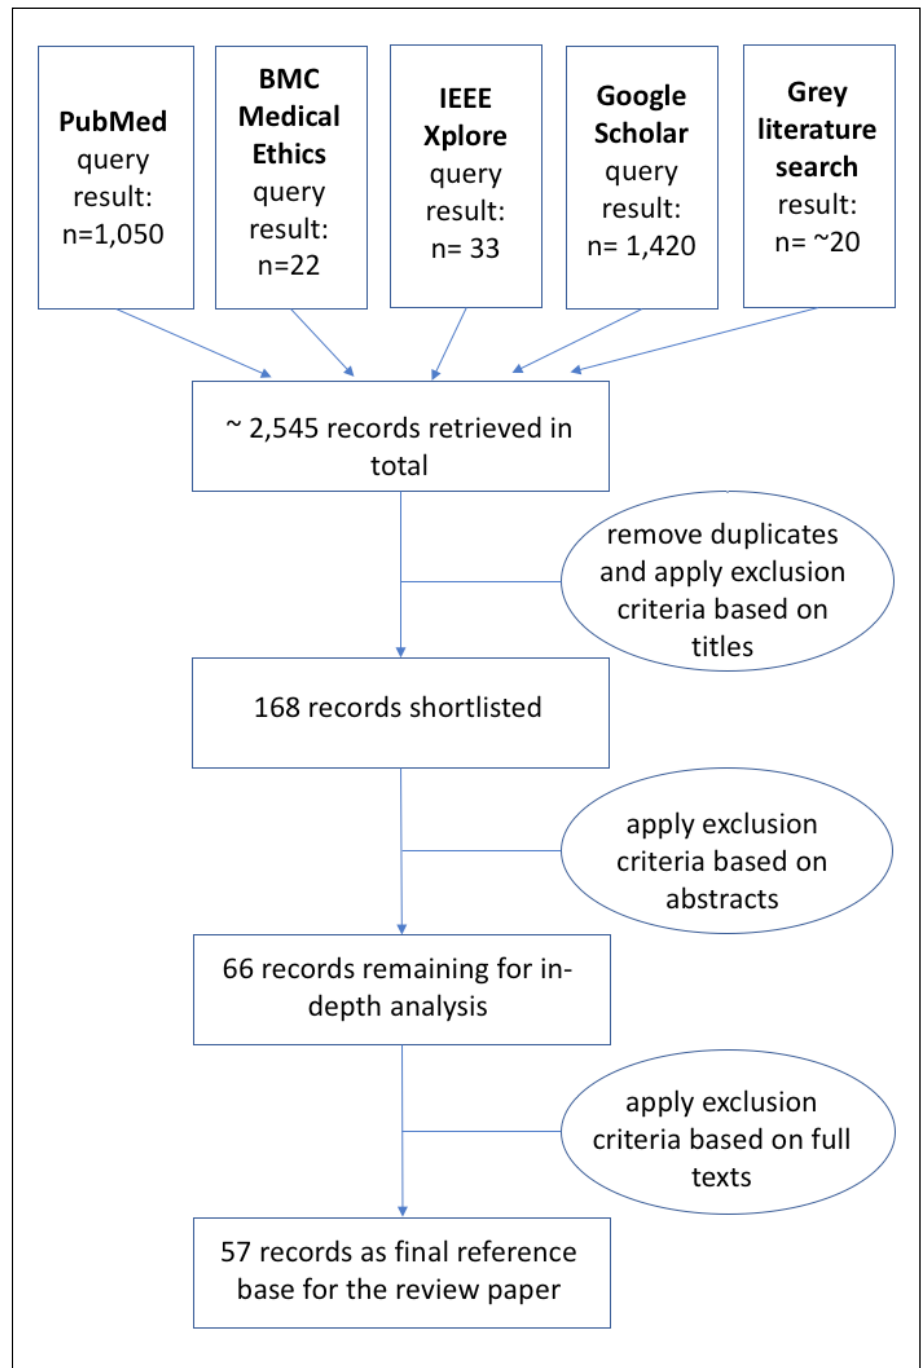 PubMed
query
result:
n=1,050
BMC
Medical
Ethics
query
result:
n=22
IEEE
Xplore
query
result:
n= 33
Google
Scholar
query
result:
n= 1,420
Grey
literature
search
result:
n= ~20
~ 2,545 records retrieved in
total
remove duplicates
and apply exclusion
criteria based on
titles
168 records shortlisted
apply exclusion
criteria based on
abstracts
66 records remaining for in-
depth analysis
apply exclusion
criteria based on full
texts
57 records as final reference
base for the review paper